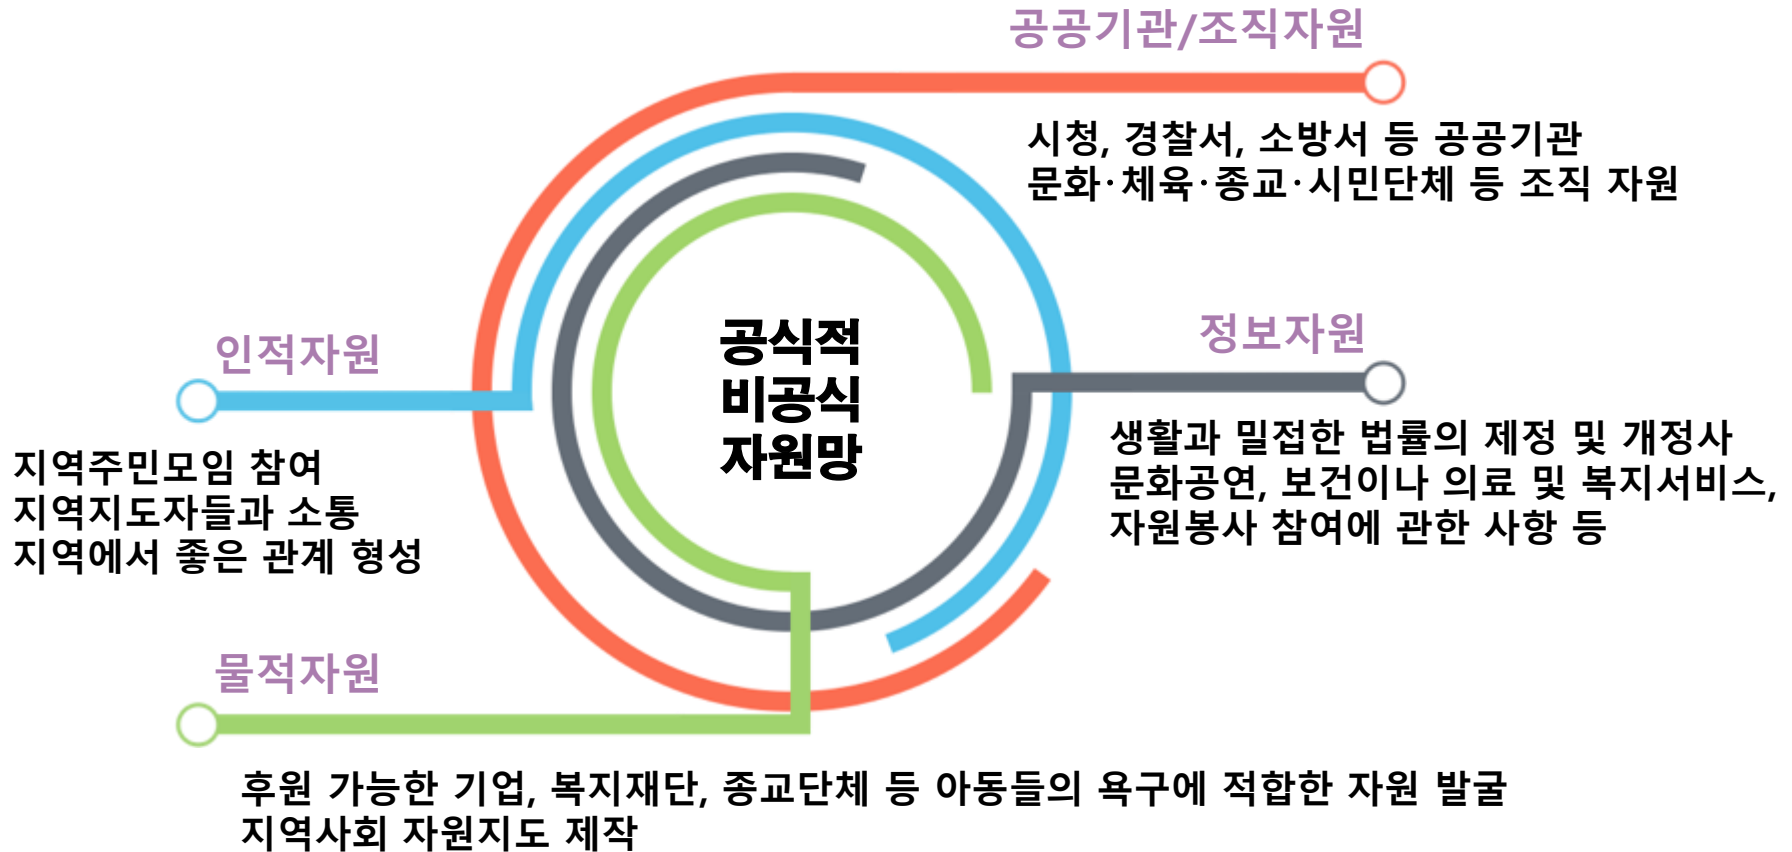 공공기관/조직자원
시청, 경찰서, 소방서 등 공공기관
문화·체육·종교·시민단체 등 조직 자원
인적자원
지역주민모임 참여
지역지도자들과 소통
지역에서 좋은 관계 형성
공식적
비공식
자원망
정보자원
생활과 밀접한 법률의 제정 및 개정사
문화공연, 보건이나 의료 및 복지서비스,
자원봉사 참여에 관한 사항 등
물적자원
후원 가능한 기업, 복지재단, 종교단체 등 아동들의 욕구에 적합한 자원 발굴
지역사회 자원지도 제작